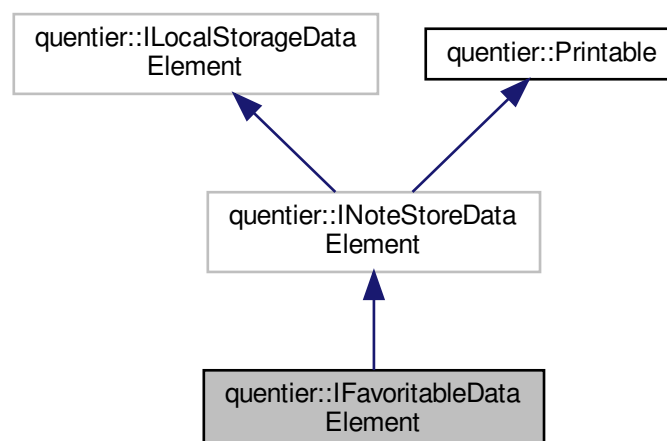 quentier::ILocalStorageData
Element
quentier::Printable
quentier::INoteStoreData
Element
quentier::IFavoritableData
Element